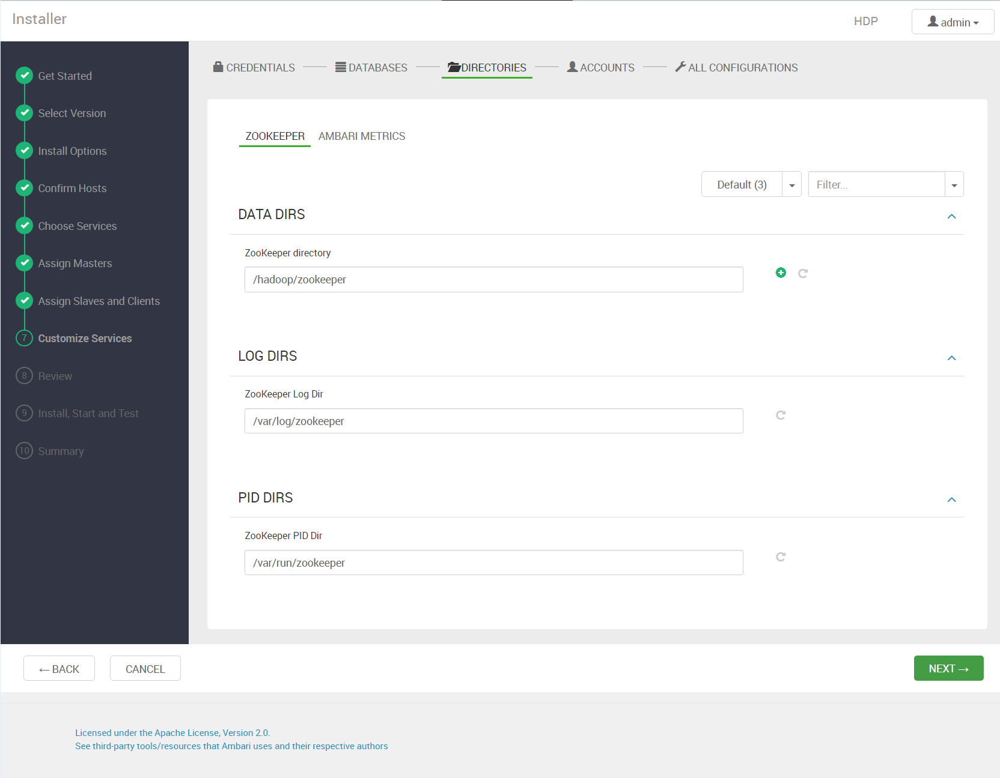 Installer
HDP
admin
Get Started
Select Version
Install Options
Confirm Hosts
Choose Services
Assign Masters
Assign Slaves and Clients
7 Customize Services
8 Review
9 Install, Start and Test
10 Summary
CREDENTIALS
DATABASES
DIRECTORIES
ACCOUNTS
ALL CONFIGURATIONS
ZOOKEEPER
AMBARI METRICS
Default (3)
Filter...
DATA DIRS
ZooKeeper directory
/hadoop/zookeeper
LOG DIRS
ZooKeeper Log Dir
/var/log/zookeeper
PID DIRS
ZooKeeper PID Dir
/var/run/zookeeper
← BACK
CANCEL
NEXT →
Licensed under the Apache License, Version 2.0.
See third-party tools/resources that Ambari uses and their respective authors